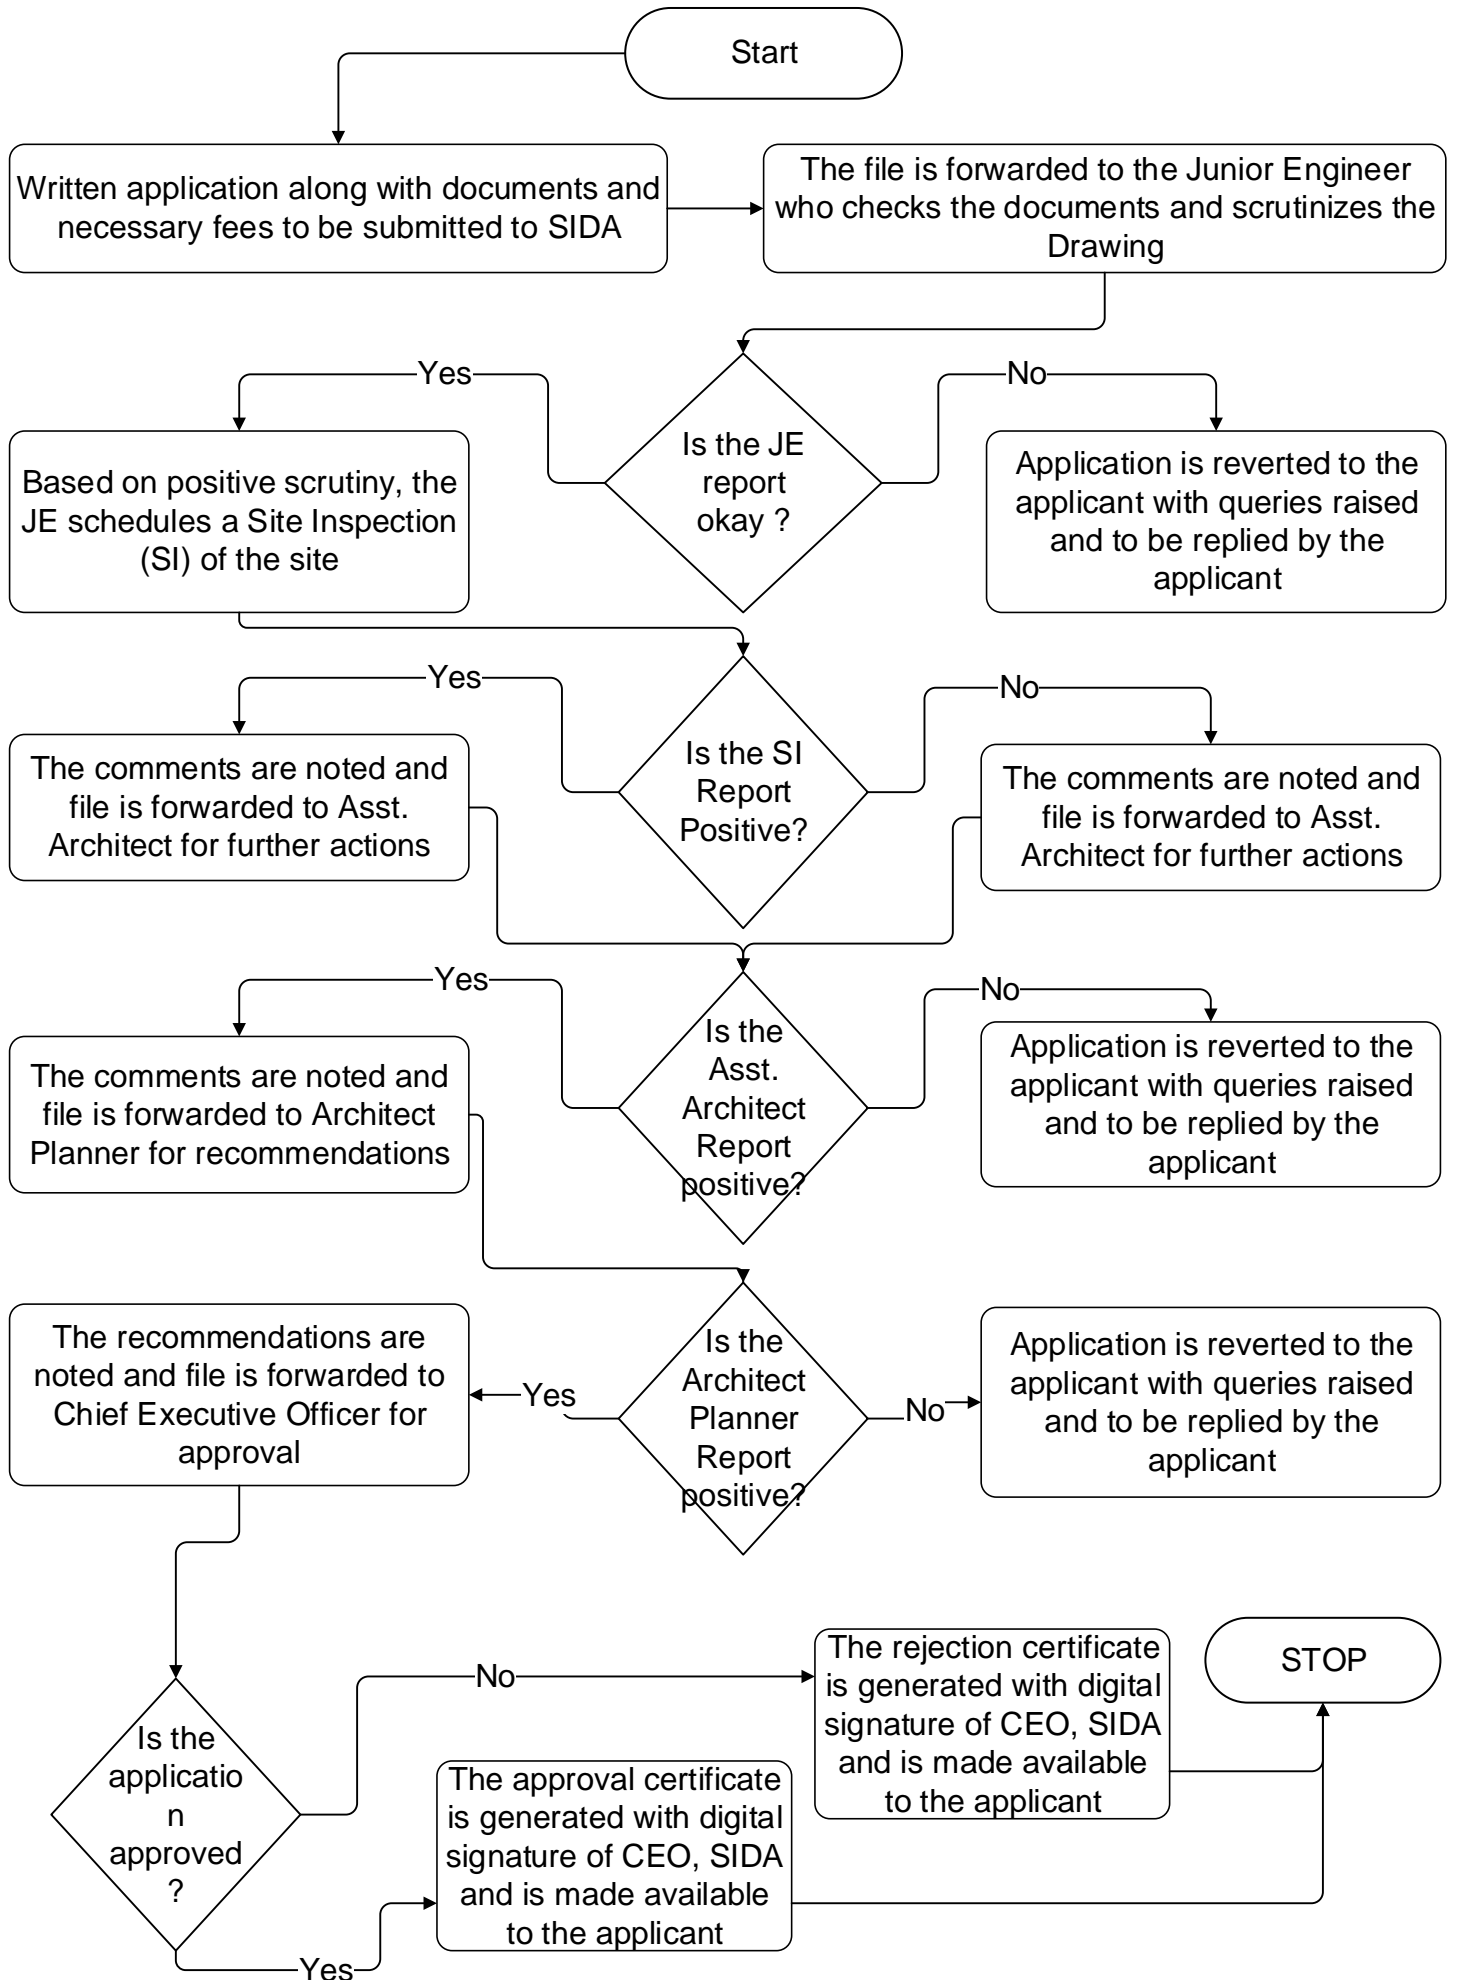 Start
Written application along with documents and
necessary fees to be submitted to SIDA
The file is forwarded to the Junior Engineer
who checks the documents and scrutinizes the
Drawing
Yes
No
Is the JE
report
okay ?
Based on positive scrutiny, the
JE schedules a Site Inspection
(SI) of the site
Application is reverted to the
applicant with queries raised
and to be replied by the
applicant
Yes
No
Is the SI
Report
Positive?
The comments are noted and
file is forwarded to Asst.
Architect for further actions
The comments are noted and
file is forwarded to Asst.
Architect for further actions
Yes
No
Is the
Asst.
Architect
Report
positive?
The comments are noted and
file is forwarded to Architect
Planner for recommendations
Application is reverted to the
applicant with queries raised
and to be replied by the
applicant
The recommendations are
noted and file is forwarded to
Chief Executive Officer for
approval
Yes
Is the
Architect
Planner
Report
positive?
No
Application is reverted to the
applicant with queries raised
and to be replied by the
applicant
No
The rejection certificate
is generated with digital
signature of CEO, SIDA
and is made available
to the applicant
STOP
Is the
applicatio
n
approved
?
The approval certificate
is generated with digital
signature of CEO, SIDA
and is made available
to the applicant
Yes